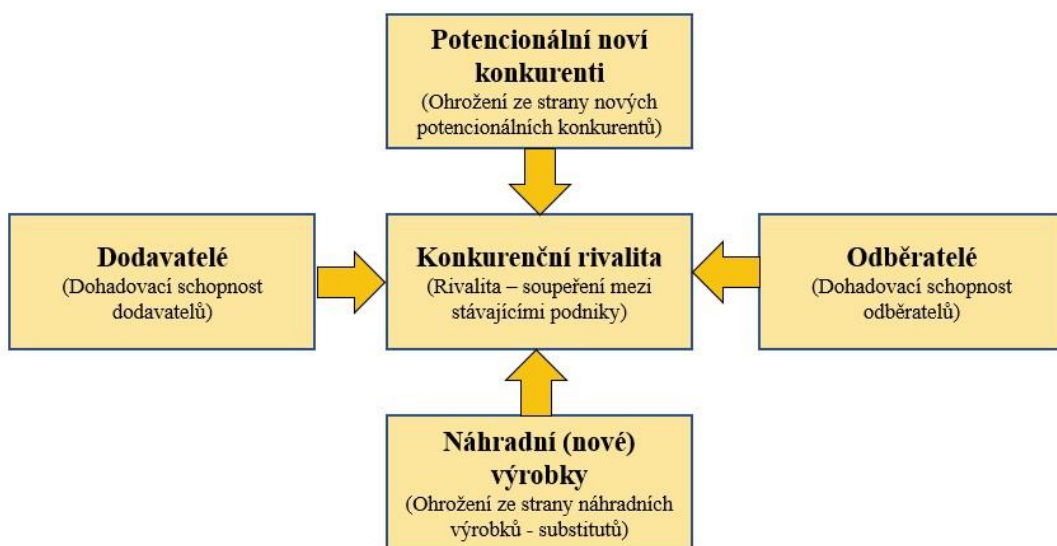 Potencionální noví
konkurenti
(Ohrožení ze strany nových
potencionálních konkurentů)
Dodavatelé
(Dohadovací schopnost
dodavatelů)
Konkurenční rivalita
(Rivalita – soupeření mezi
stávajícími podniky)
Odběratelé
(Dohadovací schopnost
odběratelů)
Náhradní (nové)
výrobky
(Ohrožení ze strany náhradních
výrobků - substitutů)